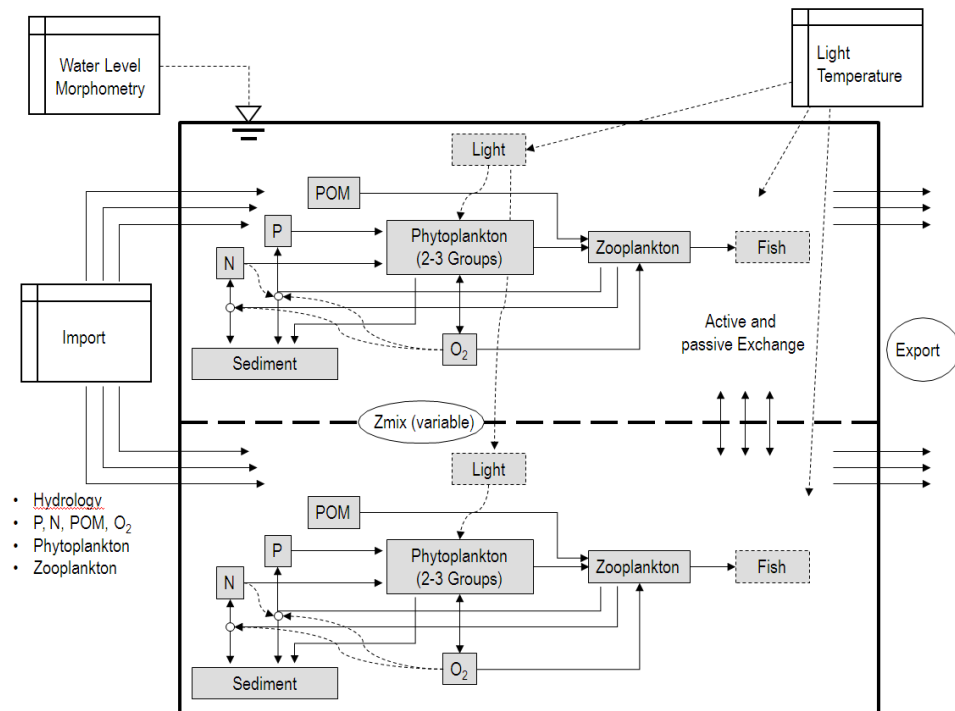 Water Level
Morphometry
Light
Temperature
Light
POM
P
Phytoplankton
(2-3 Groups)
Zooplankton
Fish
N
Import
Active and
passive Exchange
Sediment
O₂
Export
Zmix (variable)
Light
• Hydrology
• P, N, POM, O₂
• Phytoplankton
• Zooplankton
POM
P
Phytoplankton
(2-3 Groups)
Zooplankton
Fish
N
Sediment
O₂